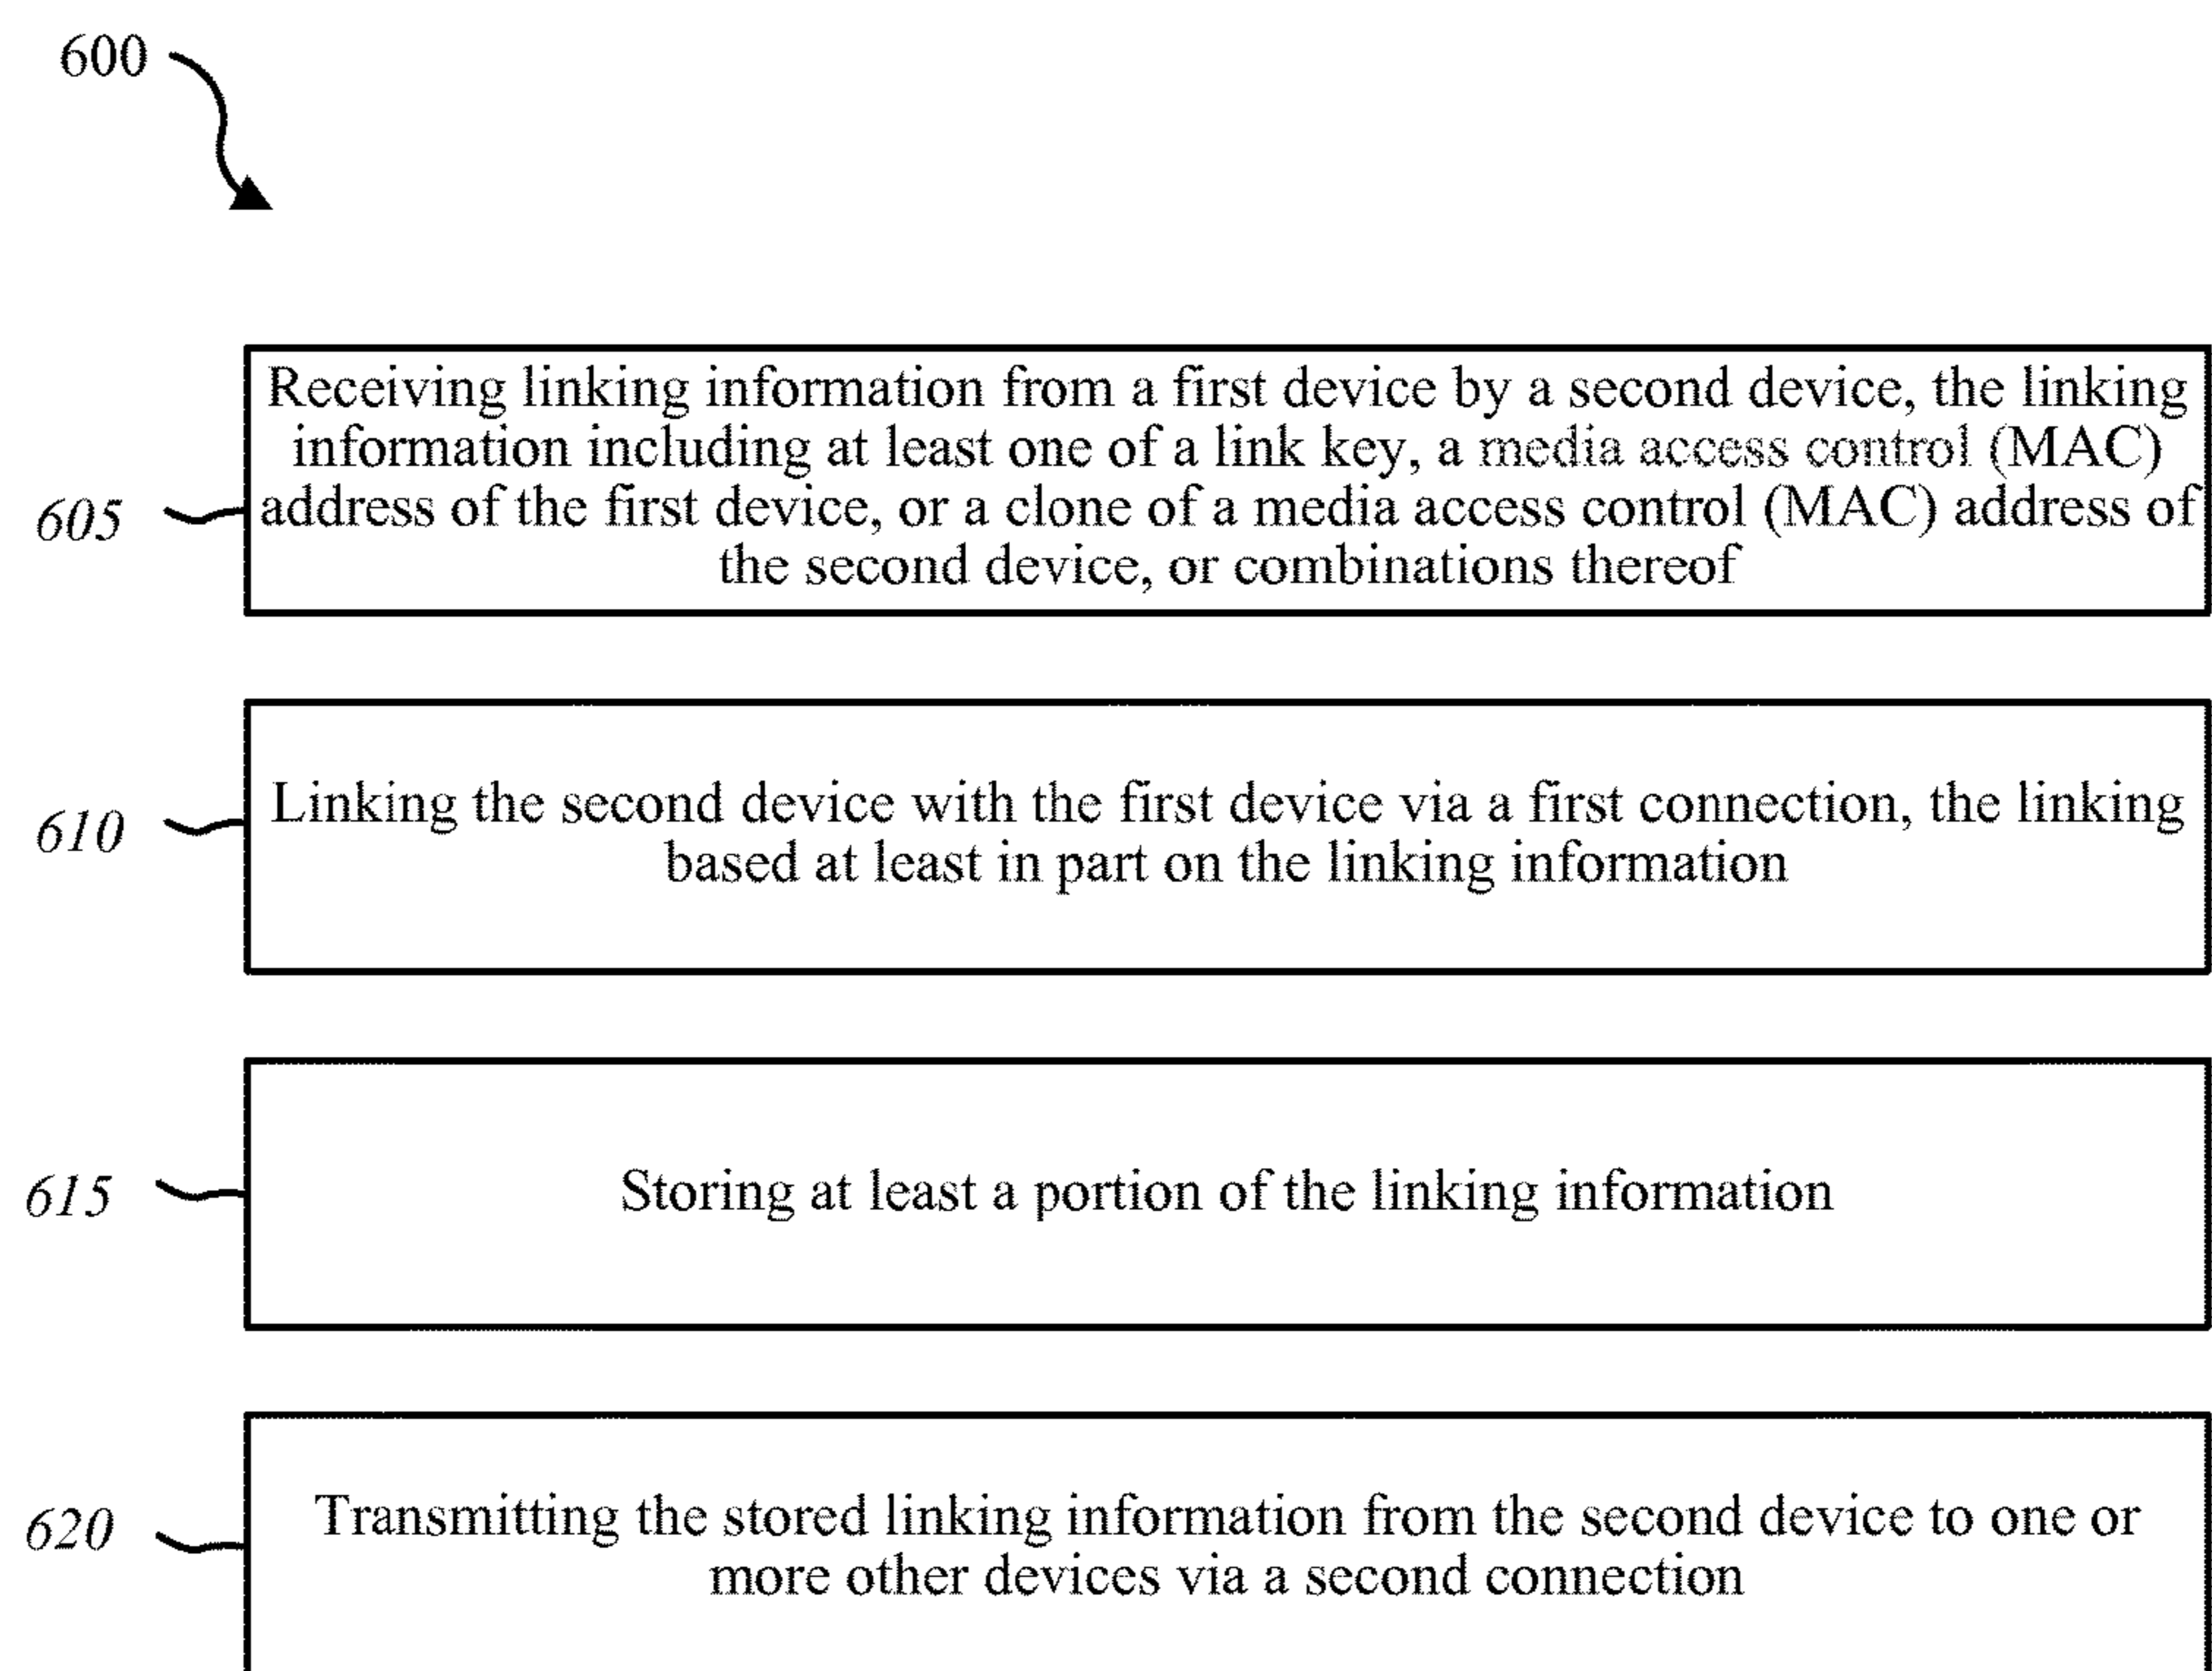 600
Receiving linking information from a first device by a second device, the linking
information including at least one of a link key, a media access control (MAC)
605
address of the first device, or a clone of a media access control (MAC) address of
the second device, or combinations thereof
Linking the second device with the first device via a first connection, the linking
610
based at least in part on the linking information
615
Storing at least a portion of the linking information
620
Transmitting the stored linking information from the second device to one or
more other devices via a second connection